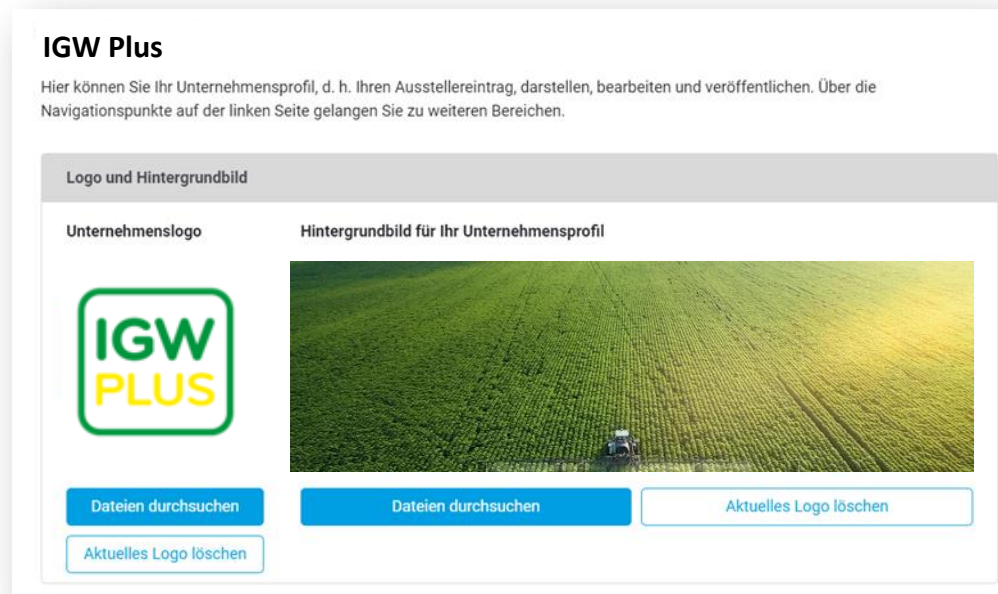 IGW Plus
Hier können Sie Ihr Unternehmensprofil, d. h. Ihren Ausstellereintrag, darstellen, bearbeiten und veröffentlichen. Über die
Navigationspunkte auf der linken Seite gelangen Sie zu weiteren Bereichen.
Logo und Hintergrundbild
Unternehmenslogo
Hintergrundbild für Ihr Unternehmensprofil
IGW
PLUS
Dateien durchsuchen
Dateien durchsuchen
Aktuelles Logo löschen
Aktuelles Logo löschen